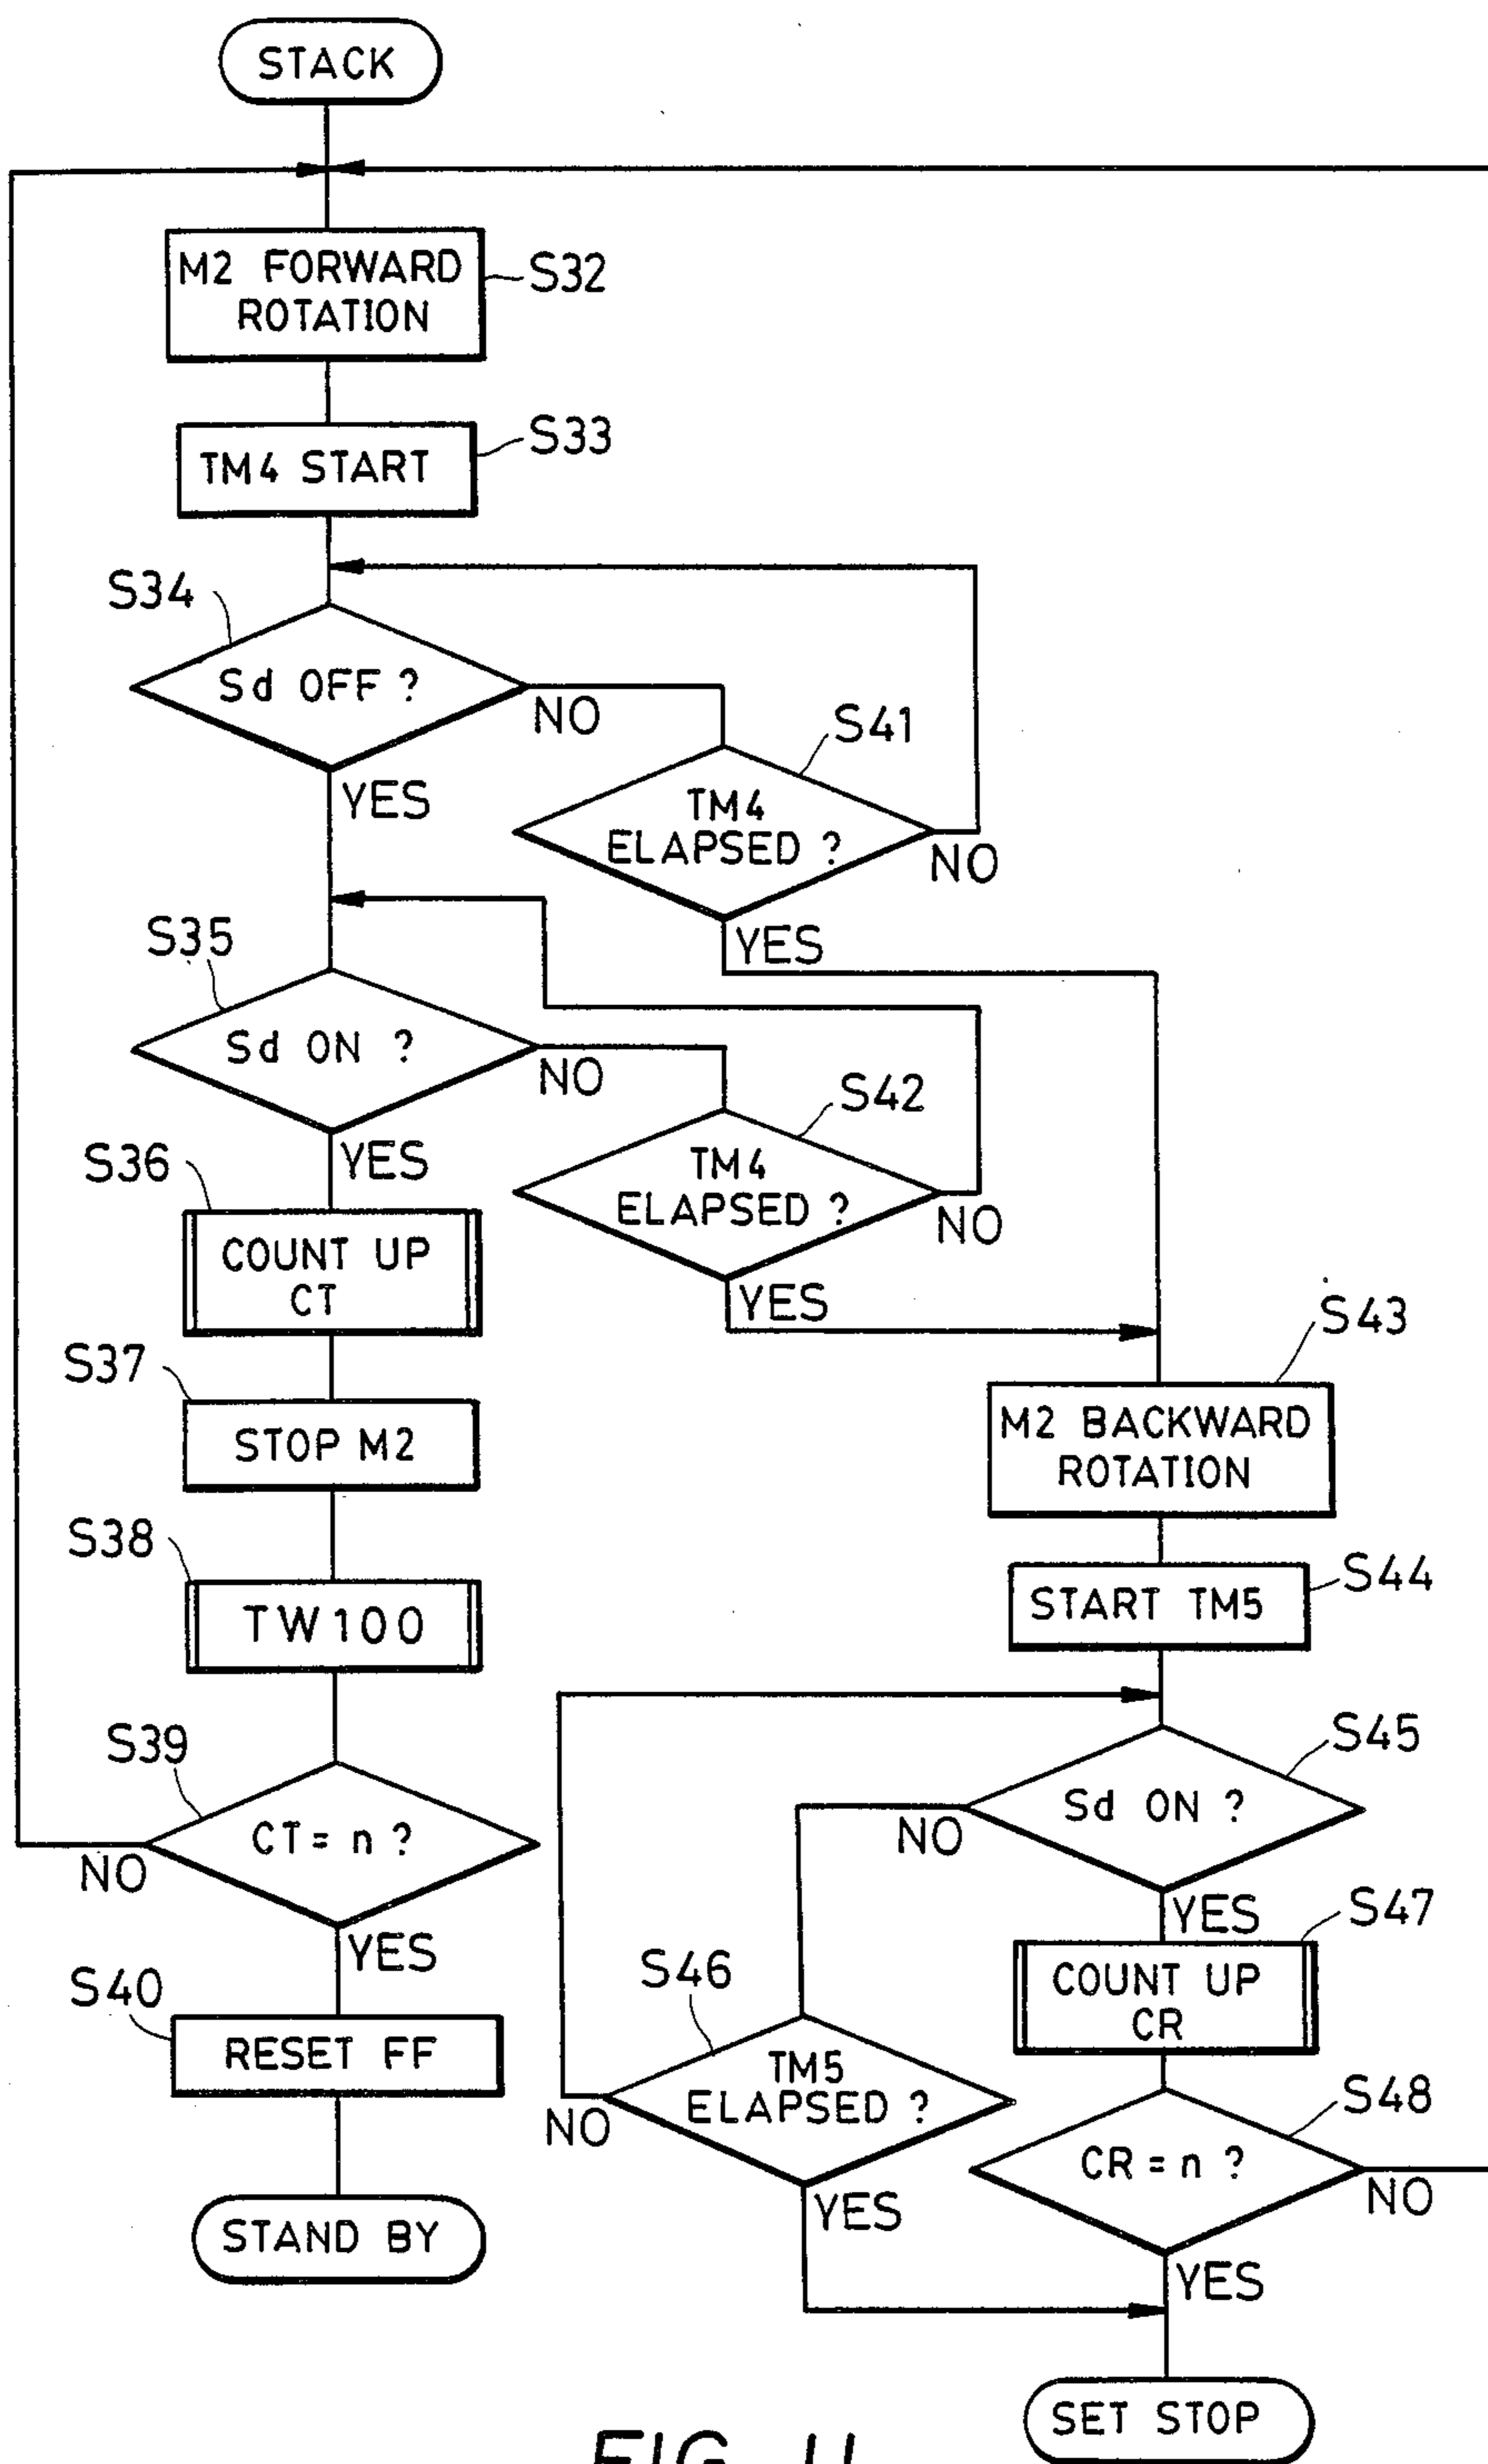 STACK
M2 FORWARD
ROTATION
S32
TM4 START
S33
S34
Sd OFF ?
NO
YES
S41
TM4
ELAPSED ?
NO
YES
S35
Sd ON ?
NO
YES
S42
TM4
ELAPSED ?
NO
YES
S36
COUNT UP
CT
S37
STOP M2
S38
TW100
S39
CT = n ?
NO
YES
S40
RESET FF
STAND BY
S43
M2 BACKWARD
ROTATION
S44
START TM5
S45
Sd ON ?
NO
YES
S46
TM5
ELAPSED ?
NO
YES
S47
COUNT UP
CR
S48
CR = n ?
NO
YES
SET STOP
FIG. 11